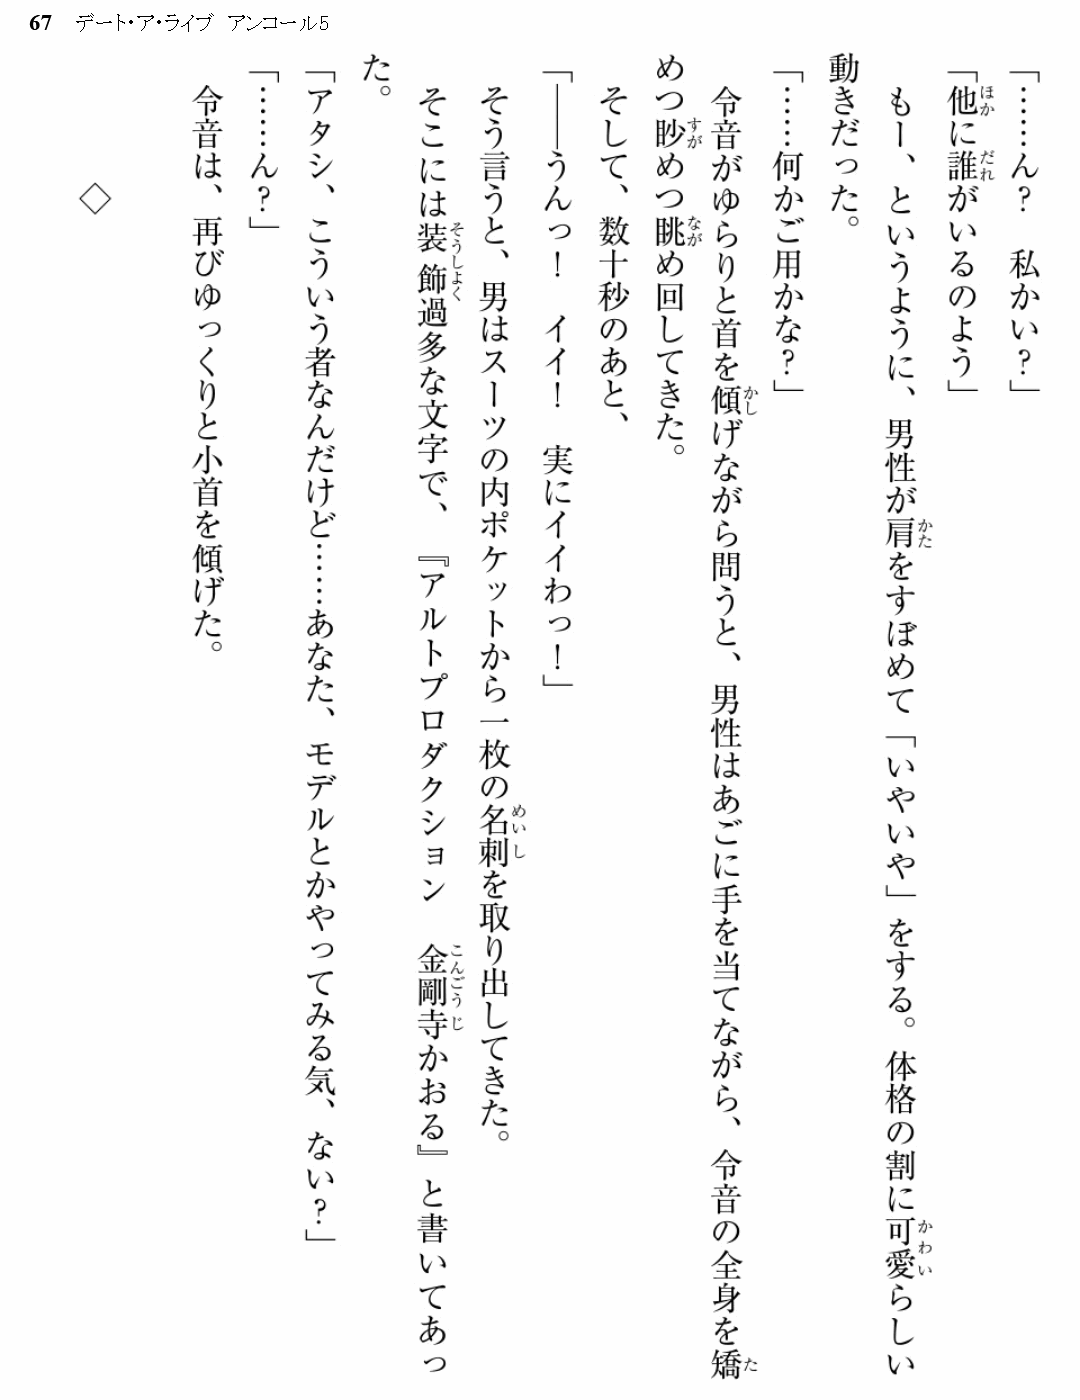 67 デート・ア・ライブ アンコール5
「……ん？　私かい？」
「他に誰がいるのよう」
もー、というように、男性が肩をすぼめて「いやいや」をする。体格の割に可愛らしい
動きだった。
「……何かご用かな？」
令音がゆらりと首を傾げながら問うと、男性はあごに手を当てながら、令音の全身を矯
めつ眇めつ眺め回してきた。
そして、数十秒のあと、
「――うんっ！　イイ！　実にイイわっ！」
そう言うと、男はスーツの内ポケットから一枚の名刺を取り出してきた。
そこには装飾過多な文字で、『アルトプロダクション　金剛寺かおる』と書いてあっ
た。
「アタシ、こういう者なんだけど……あなた、モデルとかやってみる気、ない？」
「……ん？」
令音は、再びゆっくりと小首を傾げた。
◇